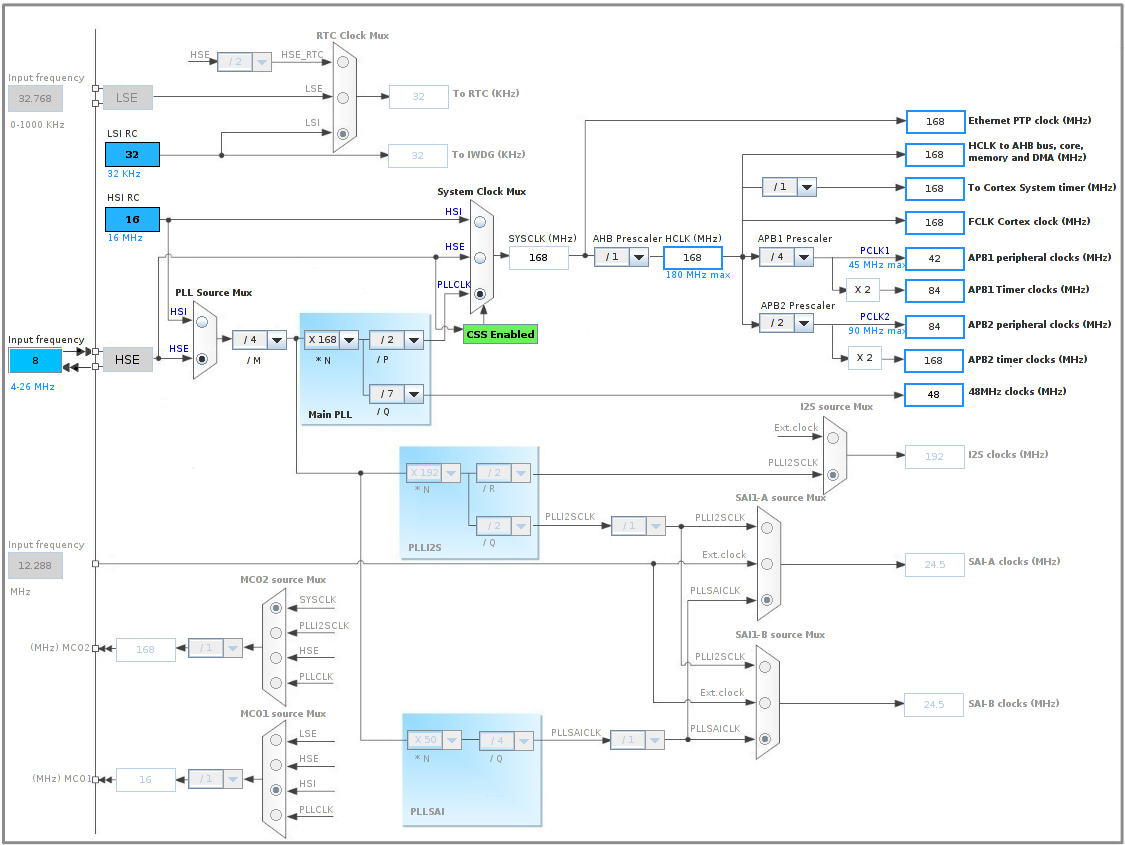 RTC Clock Mux
HSE
/ 2
HSE_RTC
Input frequency
32.768
0-1000 KHz
LSE
LSE
32
To RTC (KHz)
LSI
LSI RC
32
32 KHz
32
To IWDG (KHz)
168
Ethernet PTP clock (MHz)
168
HCLK to AHB bus, core,
memory and DMA (MHz)
/ 1
168
To Cortex System timer (MHz)
HSI RC
16
16 MHz
System Clock Mux
HSI
168
FCLK Cortex clock (MHz)
HSE
SYSCLK (MHz)
168
AHB Prescaler
/ 1
HCLK (MHz)
168
180 MHz max
APB1 Prescaler
/ 4
PCLK1
45 MHz max
42
APB1 peripheral clocks (MHz)
PLLCLK
X 2
84
APB1 Timer clocks (MHz)
PLL Source Mux
HSI
HSE
APB2 Prescaler
/ 2
PCLK2
90 MHz max
84
APB2 peripheral clocks (MHz)
CSS Enabled
Input frequency
8
4-26 MHz
HSE
/ 4
/ M
X 168
* N
/ 2
/ P
X 2
168
APB2 timer clocks (MHz)
/ 7
/ Q
Main PLL
48
48MHz clocks (MHz)
I2S source Mux
Ext.clock
PLLI2SCLK
192
I2S clocks (MHz)
X 192
* N
/ 2
/ R
/ 2
/ Q
PLLI2S
PLLI2SCLK
/ 1
SAI1-A source Mux
PLLI2SCLK
Ext.clock
PLLSAICLK
24.5
SAI-A clocks (MHz)
Input frequency
12.288
MHz
MCO2 source Mux
SYSCLK
PLLI2SCLK
HSE
PLLCLK
(MHz) MCO2
168
/ 1
SAI1-B source Mux
PLLI2SCLK
Ext.clock
PLLSAICLK
24.5
SAI-B clocks (MHz)
MCO1 source Mux
LSE
HSE
HSI
PLLCLK
(MHz) MCO1
16
/ 1
X 50
* N
/ 4
/ Q
PLLSAI
PLLSAICLK
/ 1